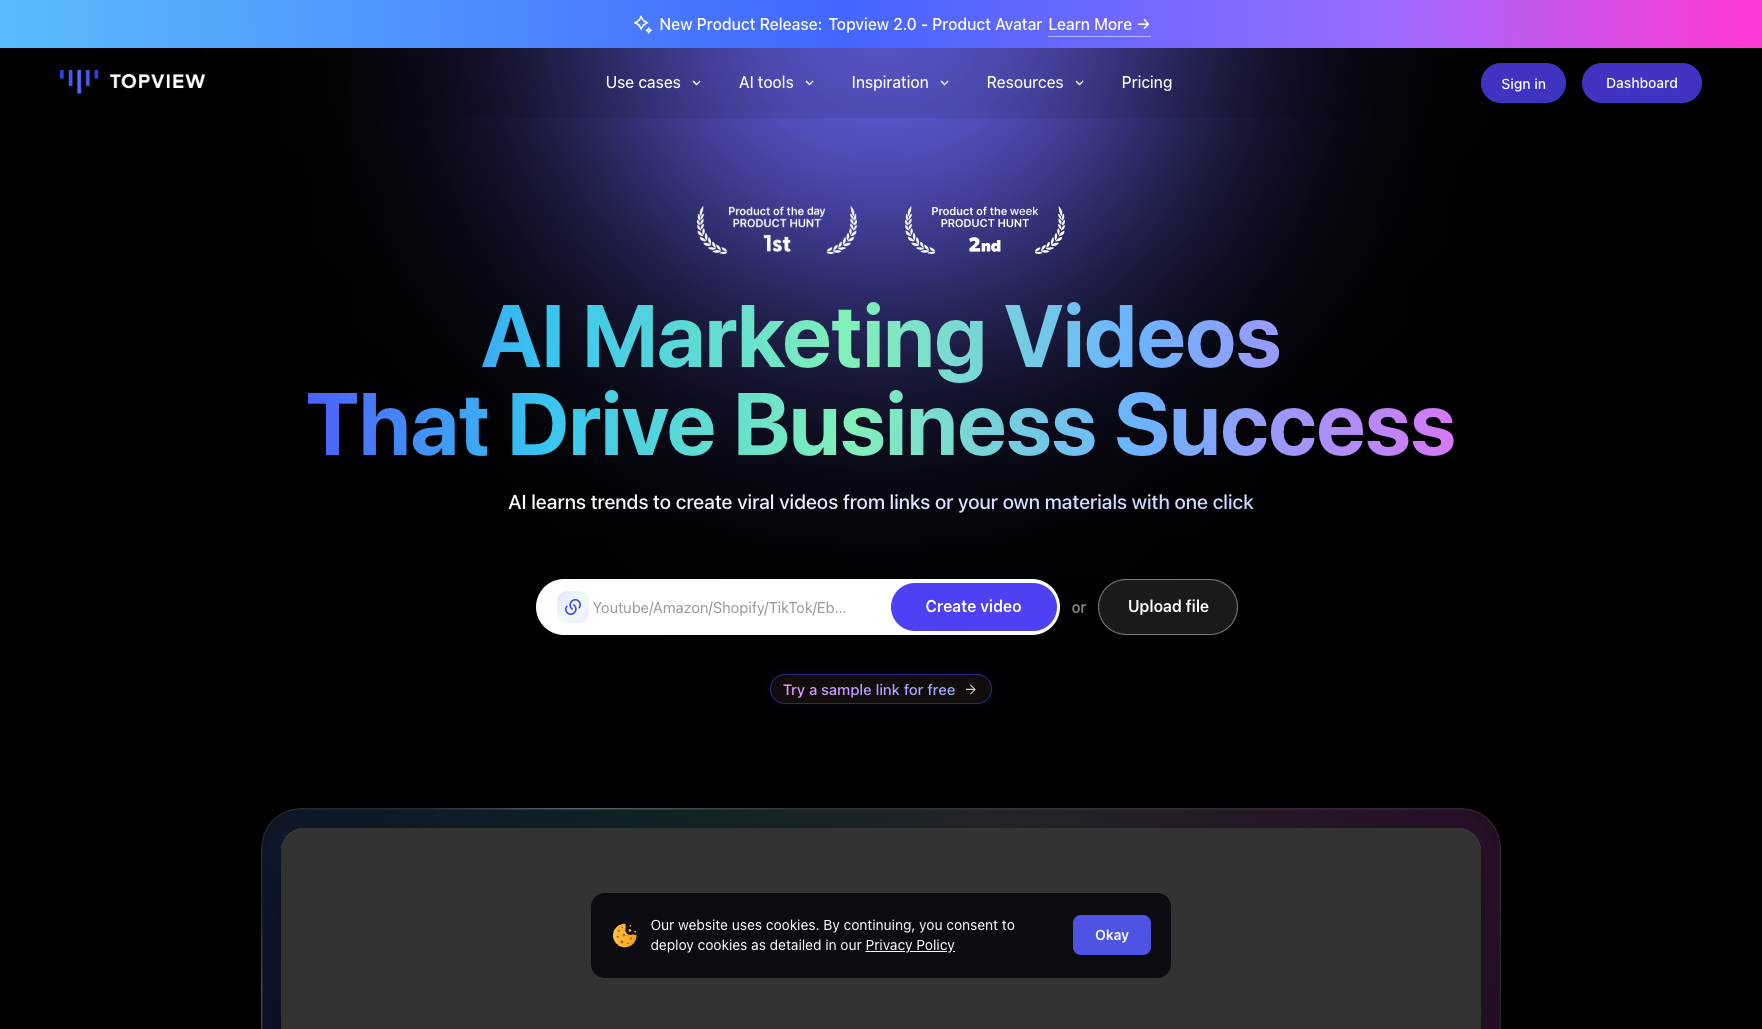 New Product Release: Topview 2.0 - Product Avatar Learn More →
TOPVIEW
Use cases
AI tools
Inspiration
Resources
Pricing
Sign in
Dashboard
Product of the day
PRODUCT HUNT
1st
Product of the week
PRODUCT HUNT
2nd
AI Marketing Videos
That Drive Business Success
AI learns trends to create viral videos from links or your own materials with one click
Youtube/Amazon/Shopify/TikTok/Eb...
Create video
or
Upload file
Try a sample link for free →
Our website uses cookies. By continuing, you consent to
deploy cookies as detailed in our Privacy Policy
Okay